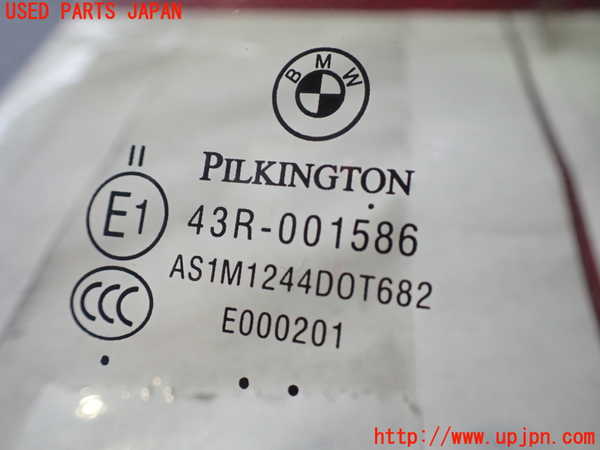 USED PARTS JAPAN
BMW
II
PILKINGTON
E1
43R-001586
AS1M1244DOT682
CCC
E000201
http://www.upjpn.com/